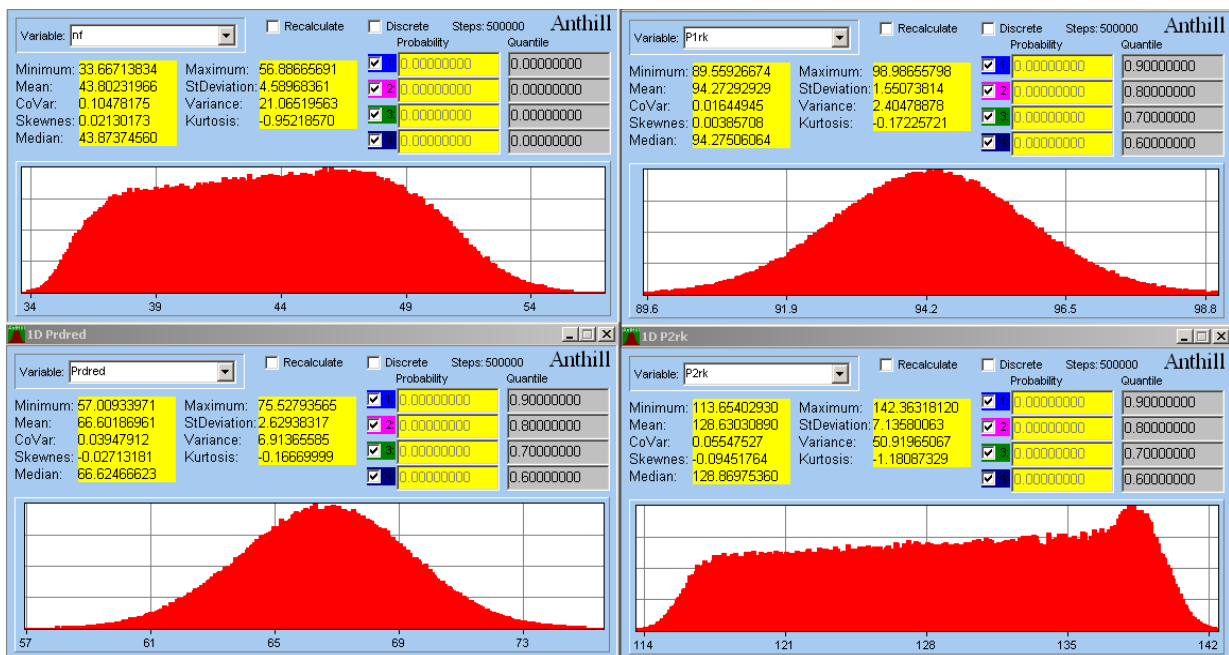 Recalculate Discrete Steps: 500000 Anthill
Variable: nf Probability Quantile
Minimum: 33.66713834 Maximum: 56.88665691 1 0.00000000 0.00000000
Mean: 43.80231966 StDeviation: 4.58968361 2 0.00000000 0.00000000
CoVar: 0.10478175 Variance: 21.06519563 3 0.00000000 0.00000000
Skewnes: 0.02130173 Kurtosis: -0.95218570 0.00000000 0.00000000
Median: 43.87374560
34 39 44 49 54
Recalculate Discrete Steps: 500000 Anthill
Variable: P1rk Probability Quantile
Minimum: 89.55926674 Maximum: 98.98655798 1 0.00000000 0.90000000
Mean: 94.27292929 StDeviation: 1.55073814 2 0.00000000 0.80000000
CoVar: 0.01644945 Variance: 2.40478878 3 0.00000000 0.70000000
Skewnes: 0.00385708 Kurtosis: -0.17225721 0.00000000 0.60000000
Median: 94.27506064
89.6 91.9 94.2 96.5 98.8
1D Prdred
Recalculate Discrete Steps: 500000 Anthill
Variable: Prdred Probability Quantile
Minimum: 57.00933971 Maximum: 75.52793565 1 0.00000000 0.90000000
Mean: 66.60186961 StDeviation: 2.62938317 2 0.00000000 0.80000000
CoVar: 0.03947912 Variance: 6.91365585 3 0.00000000 0.70000000
Skewnes: -0.02713181 Kurtosis: -0.16669999 0.00000000 0.60000000
Median: 66.62466623
57 61 65 69 73
1D P2rk
Recalculate Discrete Steps: 500000 Anthill
Variable: P2rk Probability Quantile
Minimum: 113.65402930 Maximum: 142.36318120 1 0.00000000 0.90000000
Mean: 128.63030890 StDeviation: 7.13580063 2 0.00000000 0.80000000
CoVar: 0.05547527 Variance: 50.91965067 3 0.00000000 0.70000000
Skewnes: -0.09451764 Kurtosis: -1.18087329 0.00000000 0.60000000
Median: 128.86975360
114 121 128 135 142